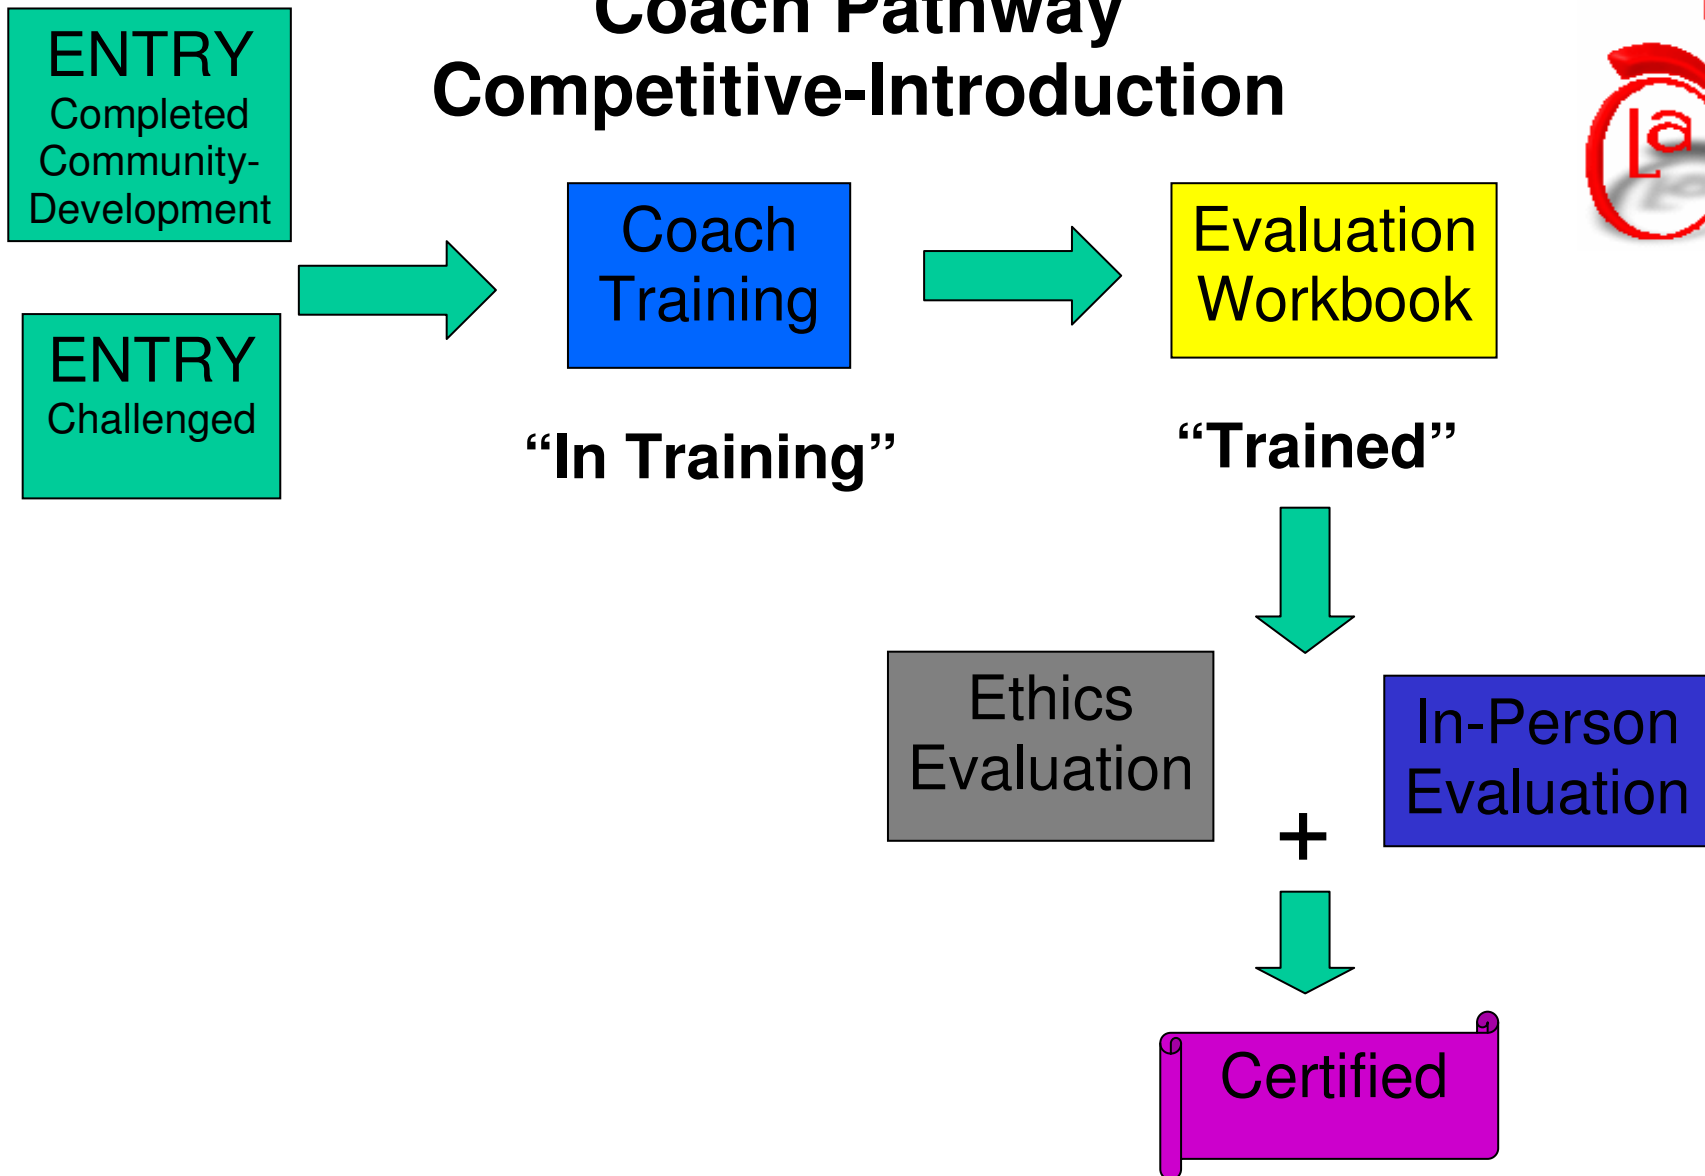 Coach Pathway
Competitive-Introduction
ENTRY
Completed
Community-
Development
ENTRY
Challenged
Coach
Training
Evaluation
Workbook
“In Training”
“Trained”
Ethics
Evaluation
+
In-Person
Evaluation
Certified